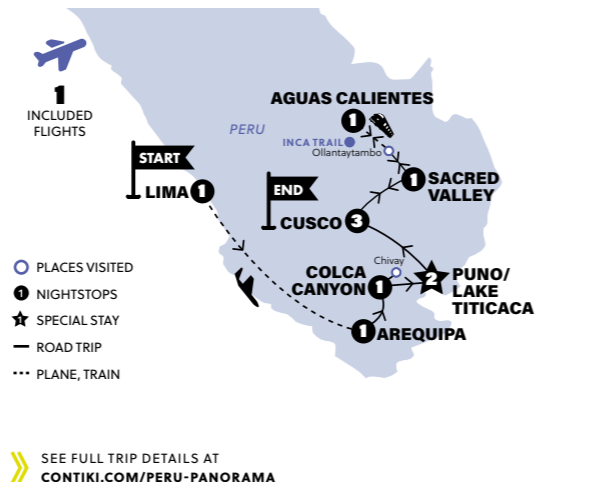 1
INCLUDED
FLIGHTS
PERU
AGUAS CALIENTES
1
INCA TRAIL
Ollantaytambo
START
LIMA 1
1 SACRED
VALLEY
END
CUSCO 3
Chivay
COLCA
CANYON 1
2 PUNO/
LAKE
TITICACA
1 AREQUIPA
PLACES VISITED
1 NIGHTSTOPS
1 SPECIAL STAY
ROAD TRIP
PLANE, TRAIN
SEE FULL TRIP DETAILS AT
CONTIKI.COM/PERU-PANORAMA